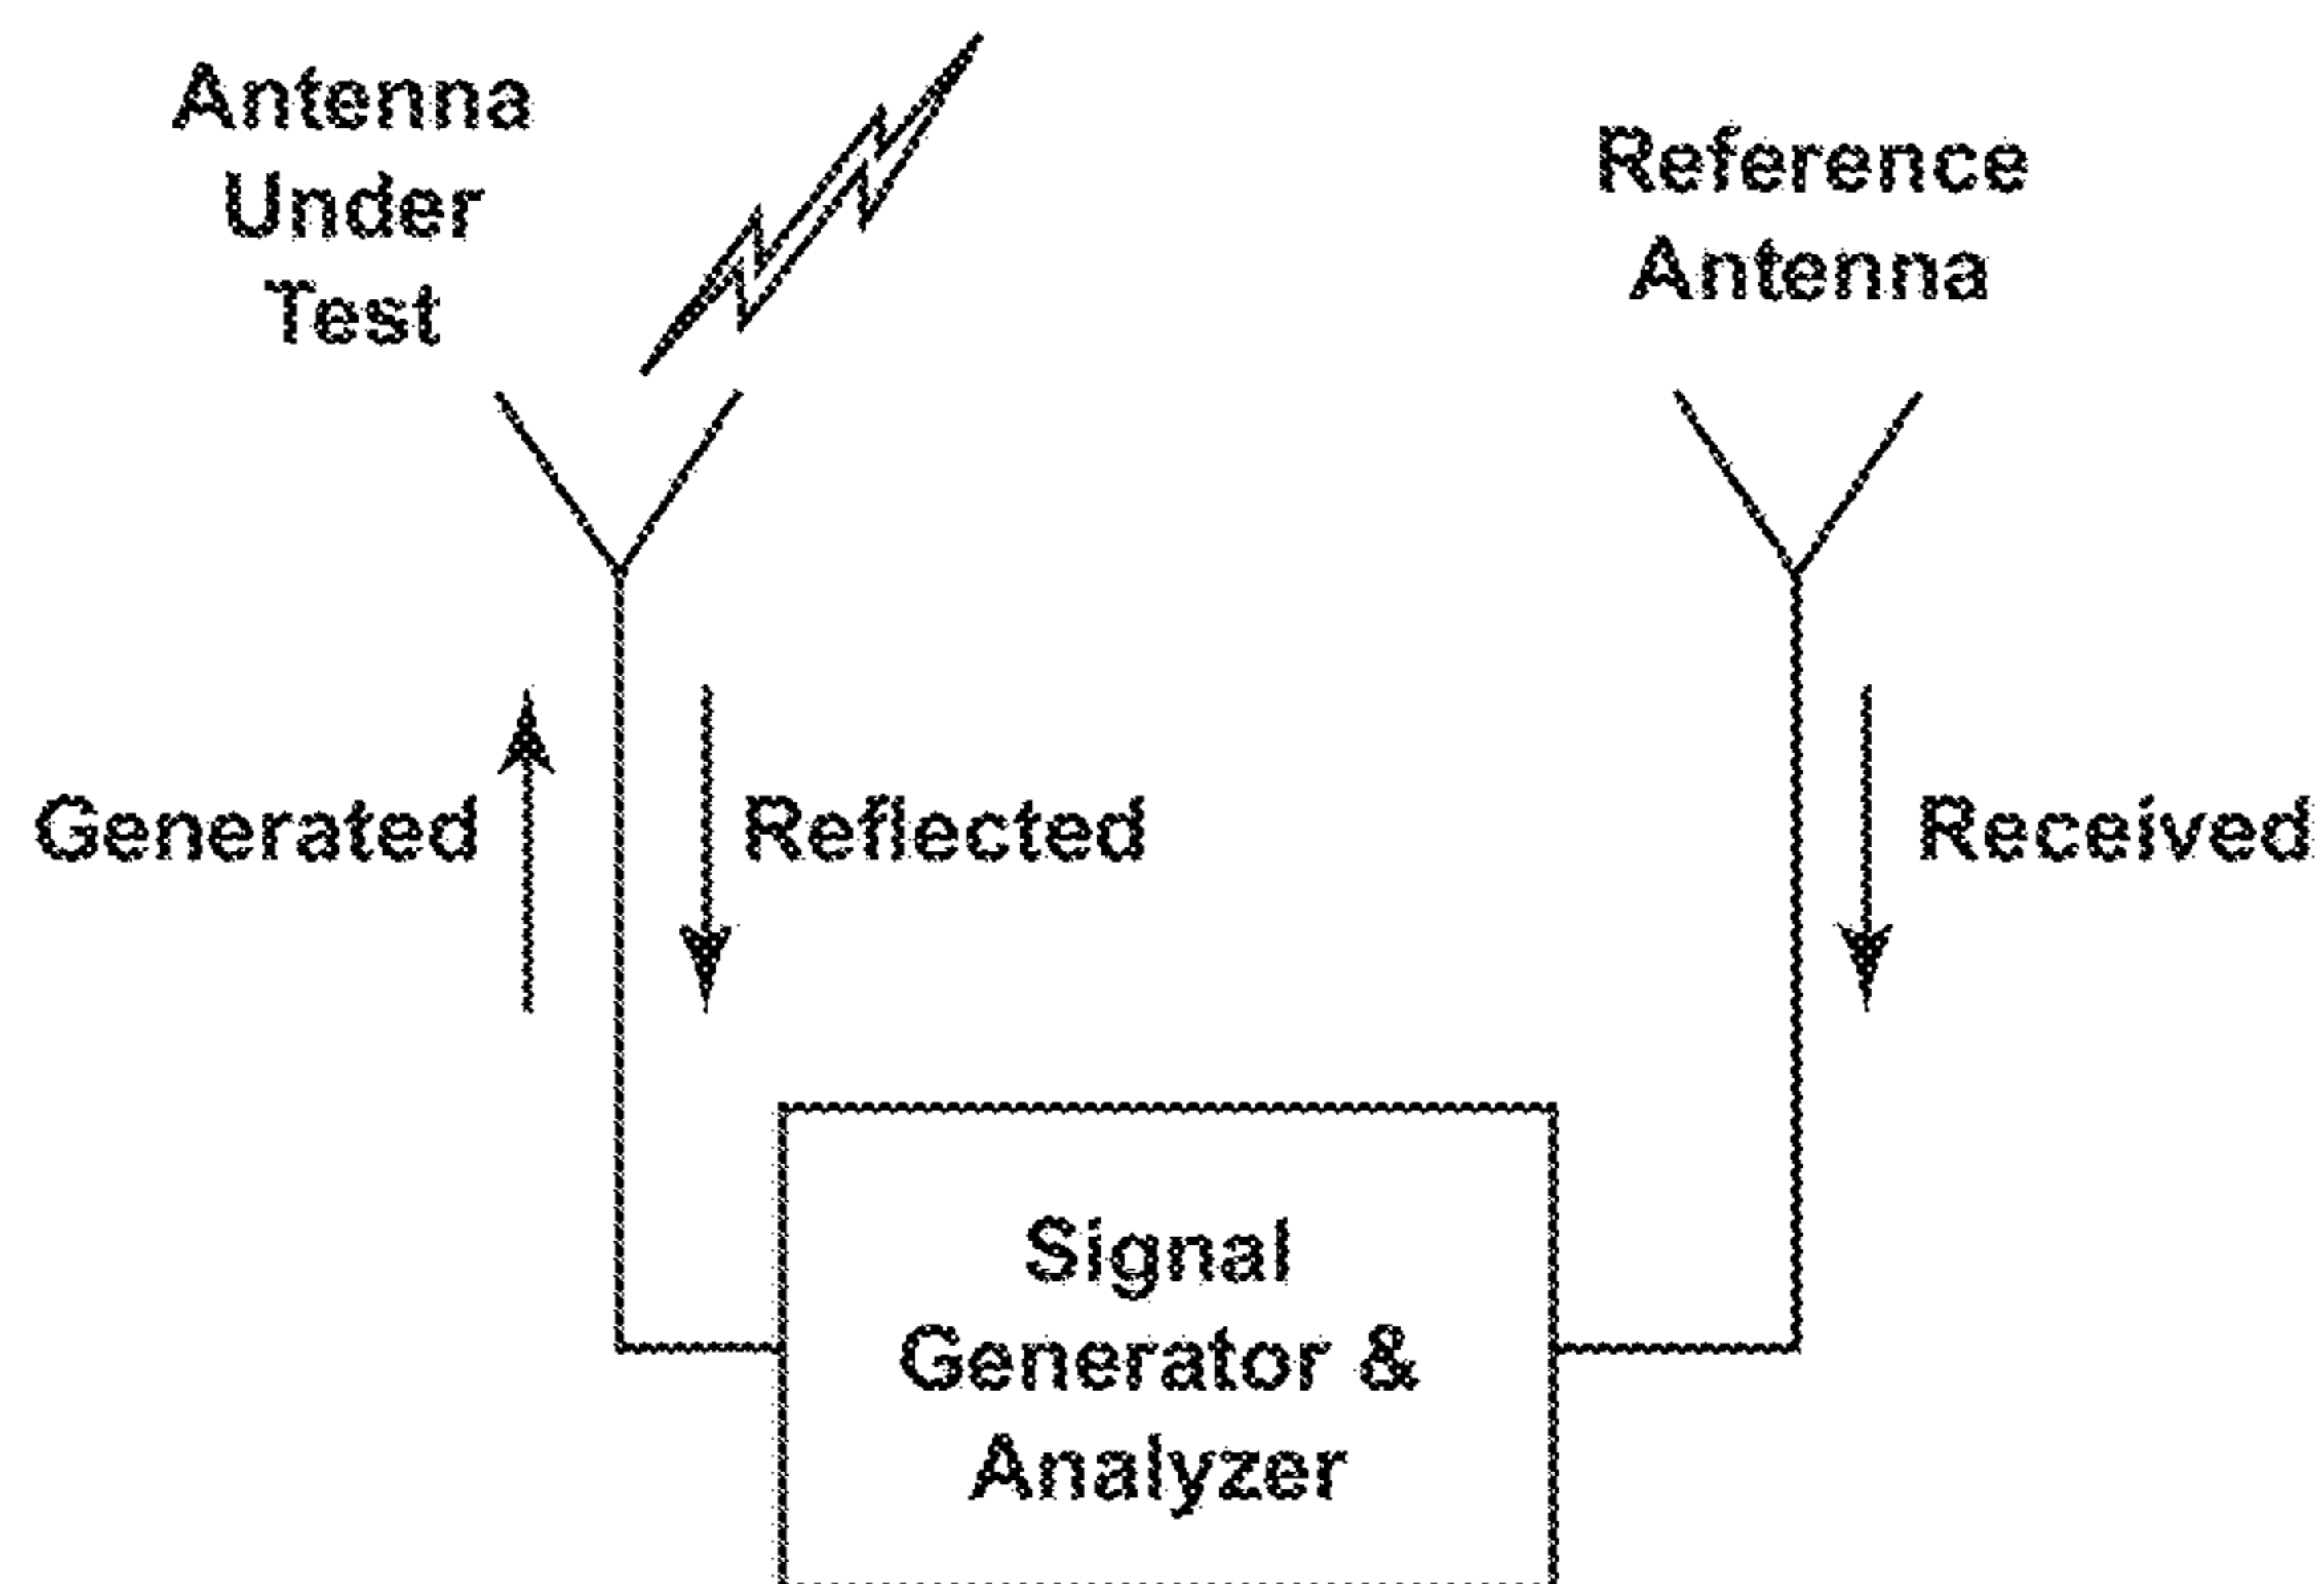 Antenna
Under
Test
Reference
Antenna
Generated
Reflected
Received
Signal
Generator &
Analyzer